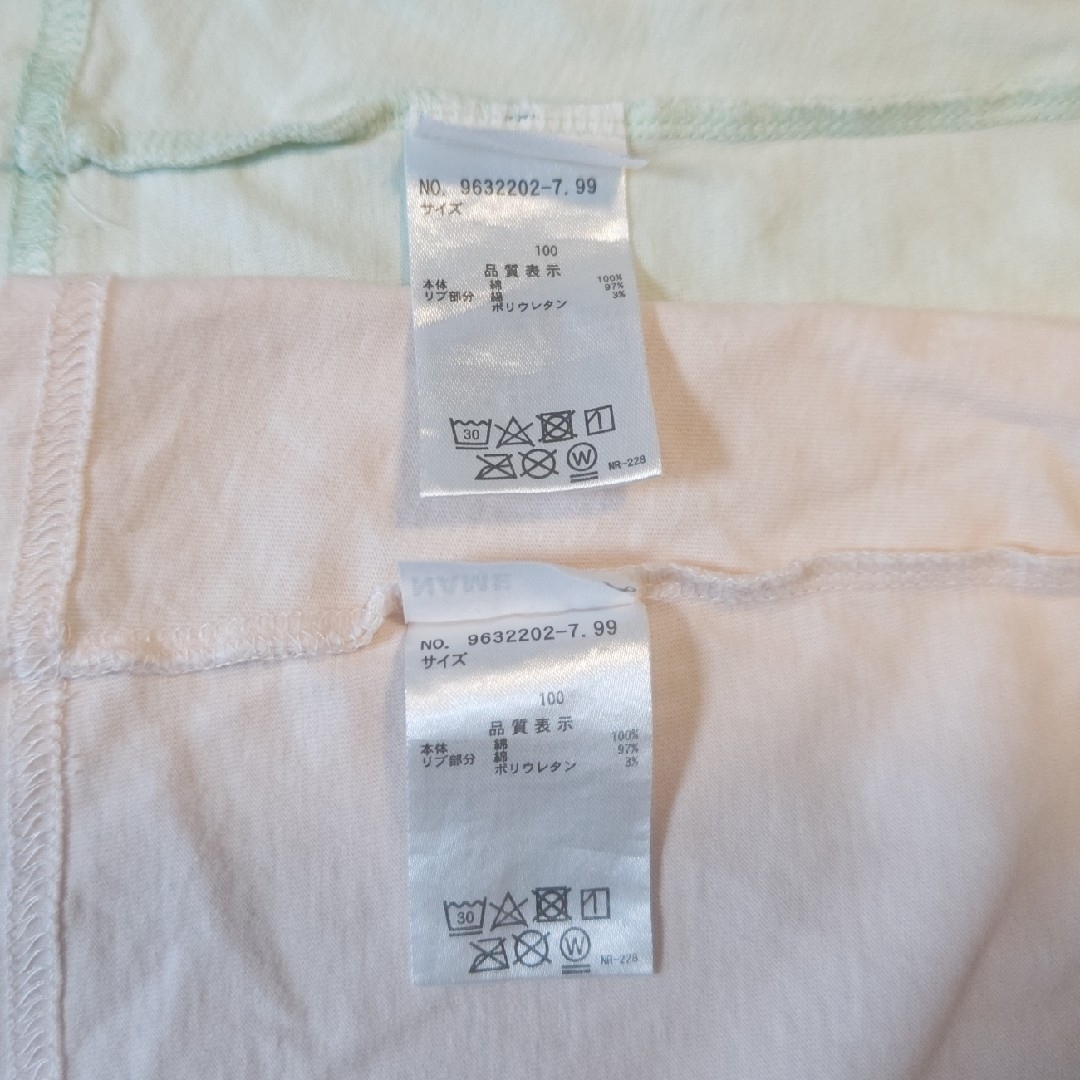 NO. 9632202-7.99
サイズ
100
品質表示
本体 綿 100%
リブ部分 綿 97%
ポリウレタン 3%
30
W
NR-228
NAME
NO. 9632202-7.99
サイズ
100
品質表示
本体 綿 100%
リブ部分 綿 97%
ポリウレタン 3%
30
W
NR-228